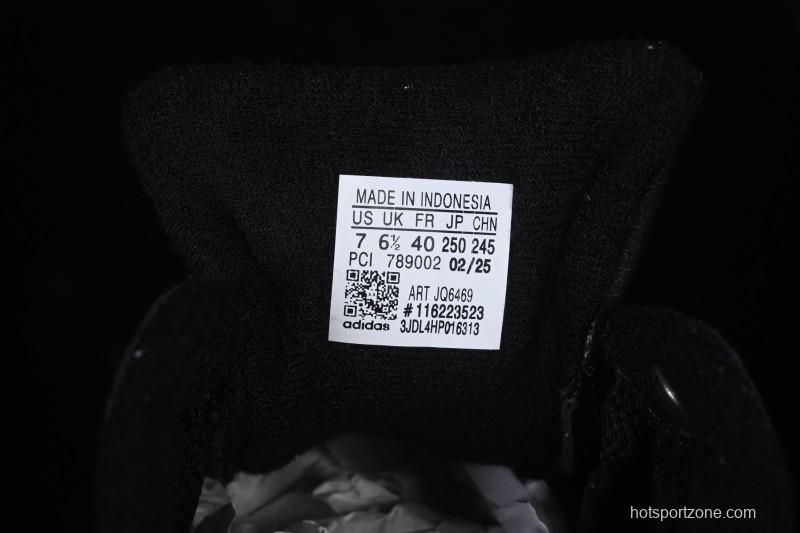 MADE IN INDONESIA
US UK FR JP CHN
7 6½ 40 250 245
PCI 789002 02/25
ART JQ6469
#116223523
adidas 3JDL4HP016313
hotsportzone.com